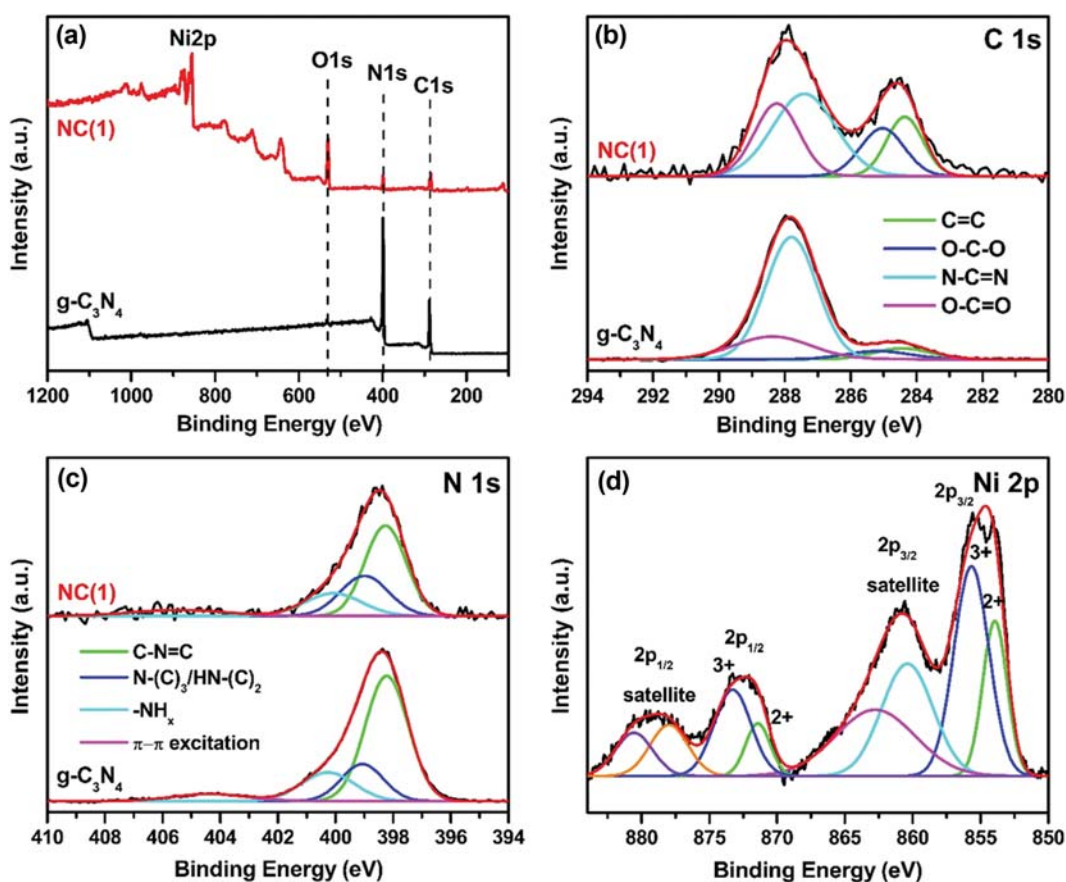 (a)
Ni2p
O1s
N1s
C1s
NC(1)
g-C₃N₄
Intensity (a.u.)
1200 1000 800 600 400 200
Binding Energy (eV)
(b)
C 1s
NC(1)
C=C
O-C-O
N-C=N
O-C=O
g-C₃N₄
Intensity (a.u.)
294 292 290 288 286 284 282 280
Binding Energy (eV)
(c)
N 1s
NC(1)
C-N=C
N-(C)₃/HN-(C)₂
-NHₓ
π−π excitation
g-C₃N₄
Intensity (a.u.)
410 408 406 404 402 400 398 396 394
Binding Energy (eV)
(d)
Ni 2p
2p₃/₂
3+
2+
2p₃/₂
satellite
2p₁/₂
3+
2+
2p₁/₂
satellite
Intensity (a.u.)
880 875 870 865 860 855 850
Binding Energy (eV)